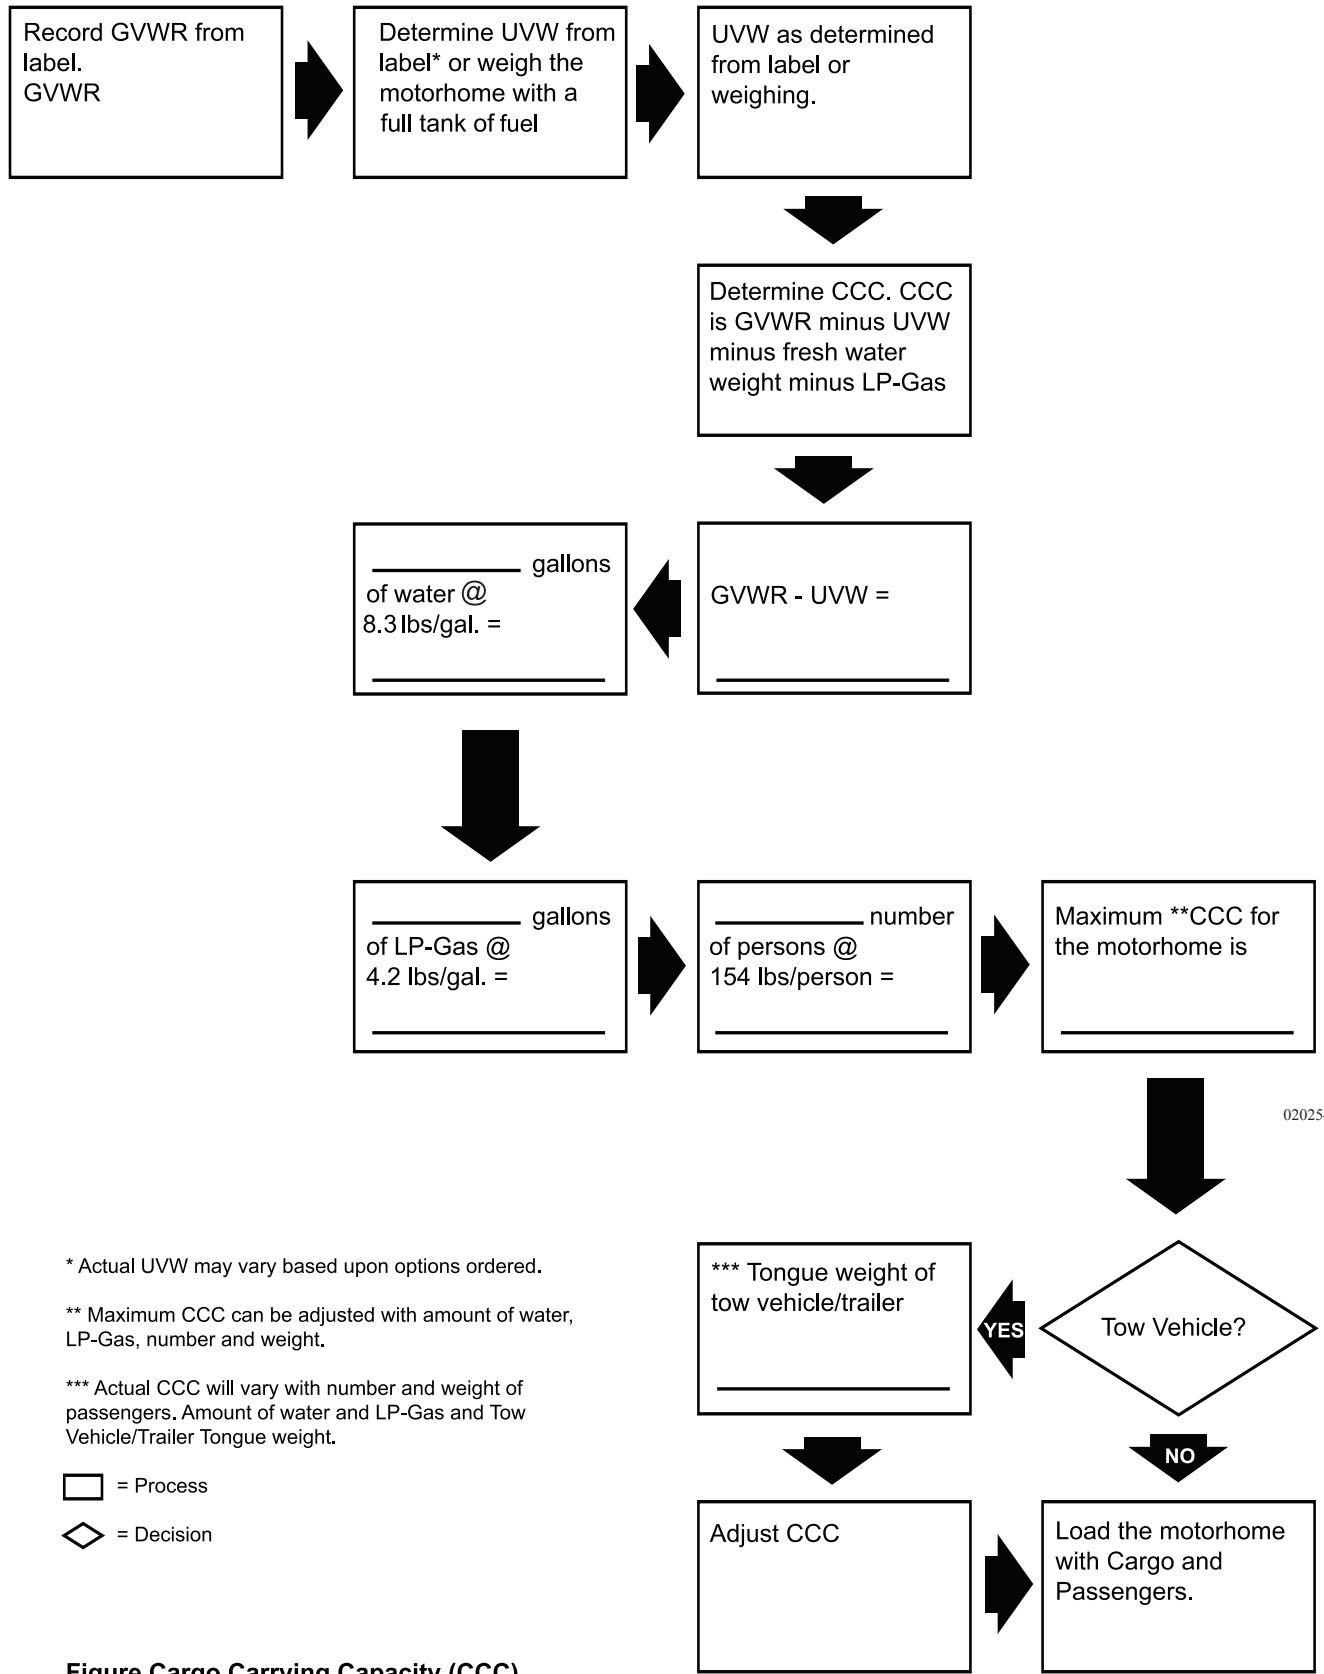 Record GVWR from
label.
GVWR
Determine UVW from
label* or weigh the
motorhome with a
full tank of fuel
UVW as determined
from label or
weighing.
Determine CCC. CCC
is GVWR minus UVW
minus fresh water
weight minus LP-Gas
GVWR - UVW =
gallons
of water @
8.3 lbs/gal. =
gallons
of LP-Gas @
4.2 lbs/gal. =
number
of persons @
154 lbs/person =
Maximum **CCC for
the motorhome is
02025
Tow Vehicle?
YES
NO
*** Tongue weight of
tow vehicle/trailer
Adjust CCC
Load the motorhome
with Cargo and
Passengers.
* Actual UVW may vary based upon options ordered.
** Maximum CCC can be adjusted with amount of water,
LP-Gas, number and weight.
*** Actual CCC will vary with number and weight of
passengers. Amount of water and LP-Gas and Tow
Vehicle/Trailer Tongue weight.
= Process
= Decision
Figure Cargo Carrying Capacity (CCC)